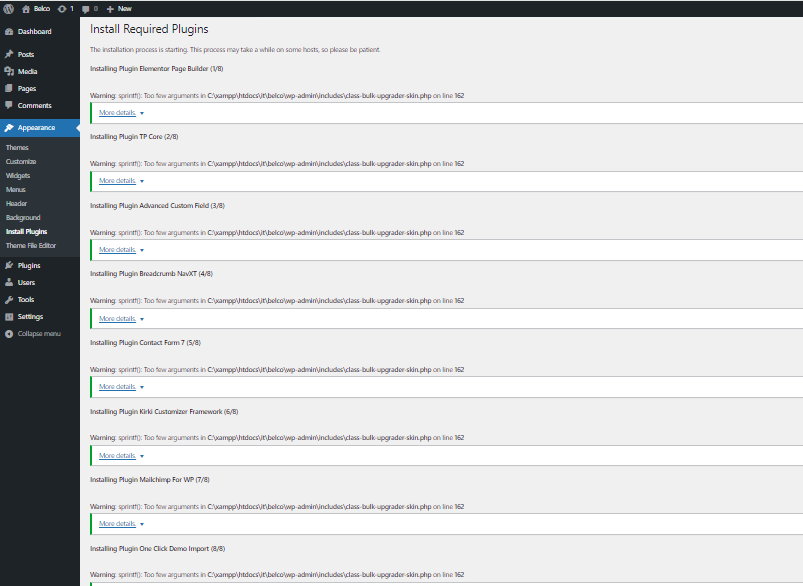 Belco 1 0 New
Dashboard
Posts
Media
Pages
Comments
Appearance
Themes
Customize
Widgets
Menus
Header
Background
Install Plugins
Theme File Editor
Plugins
Users
Tools
Settings
Collapse menu
Install Required Plugins
The installation process is starting. This process may take a while on some hosts, so please be patient.
Installing Plugin Elementor Page Builder (1/8)
Warning: sprintf(): Too few arguments in C:\xampp\htdocs\it\belco\wp-admin\includes\class-bulk-upgrader-skin.php on line 162
More details.
Installing Plugin TP Core (2/8)
Warning: sprintf(): Too few arguments in C:\xampp\htdocs\it\belco\wp-admin\includes\class-bulk-upgrader-skin.php on line 162
More details.
Installing Plugin Advanced Custom Field (3/8)
Warning: sprintf(): Too few arguments in C:\xampp\htdocs\it\belco\wp-admin\includes\class-bulk-upgrader-skin.php on line 162
More details.
Installing Plugin Breadcrumb NavXT (4/8)
Warning: sprintf(): Too few arguments in C:\xampp\htdocs\it\belco\wp-admin\includes\class-bulk-upgrader-skin.php on line 162
More details.
Installing Plugin Contact Form 7 (5/8)
Warning: sprintf(): Too few arguments in C:\xampp\htdocs\it\belco\wp-admin\includes\class-bulk-upgrader-skin.php on line 162
More details.
Installing Plugin Kirki Customizer Framework (6/8)
Warning: sprintf(): Too few arguments in C:\xampp\htdocs\it\belco\wp-admin\includes\class-bulk-upgrader-skin.php on line 162
More details.
Installing Plugin Mailchimp For WP (7/8)
Warning: sprintf(): Too few arguments in C:\xampp\htdocs\it\belco\wp-admin\includes\class-bulk-upgrader-skin.php on line 162
More details.
Installing Plugin One Click Demo Import (8/8)
Warning: sprintf(): Too few arguments in C:\xampp\htdocs\it\belco\wp-admin\includes\class-bulk-upgrader-skin.php on line 162